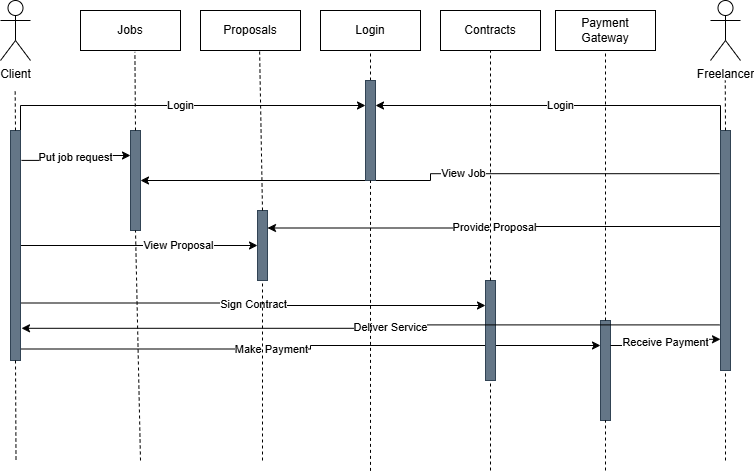 Jobs
Proposals
Login
Contracts
Payment
Gateway
Client
Freelancer
Login
Login
Put job request
View Job
Provide Proposal
View Proposal
Sign Contract
Deliver Service
Receive Payment
Make Payment